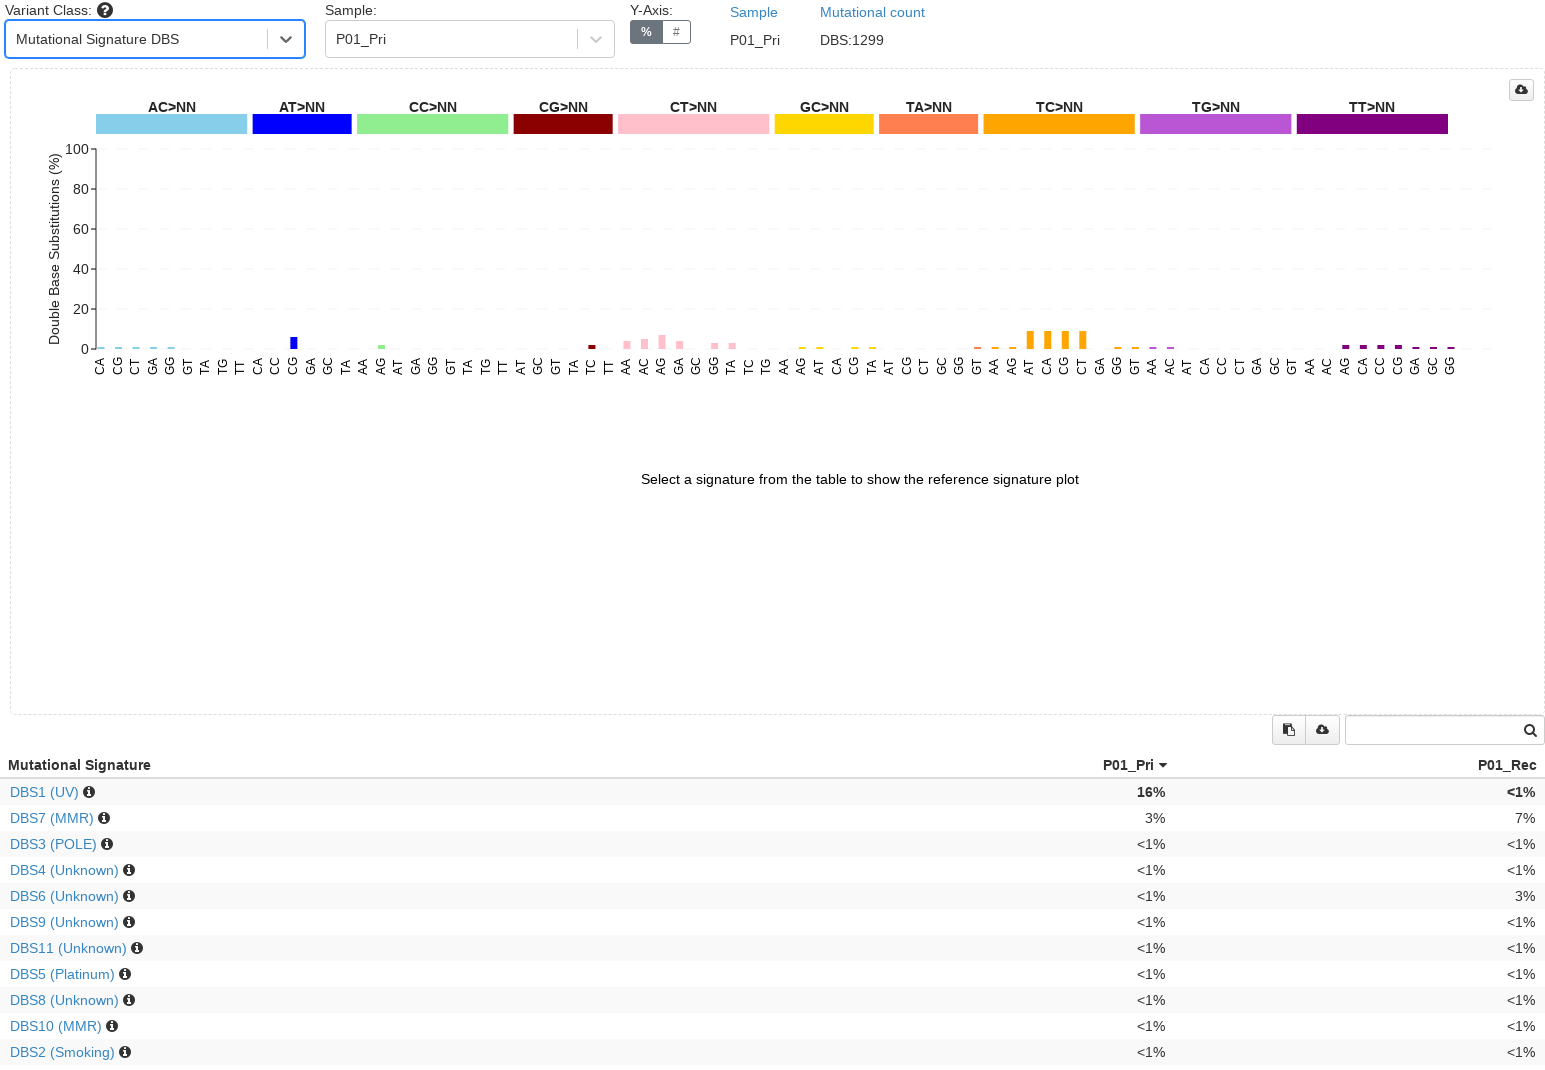 Variant Class:
Mutational Signature DBS
Sample:
P01_Pri
Y-Axis:
% #
Sample Mutational count
P01_Pri DBS:1299
AC>NN AT>NN CC>NN CG>NN CT>NN GC>NN TA>NN TC>NN TG>NN TT>NN
Double Base Substitutions (%)
100
80
60
40
20
0
CA CG CT GA GG GT TA TG TT CA CC CG GA GC TA AA AG AT GA GG GT TA TG TT AT GC GT TA TC TT AA AC AG GA GC GG TA TC TG AA AG AT CA CG TA AT CG CT GC GG GT AA AG AT CA CG CT GA GG GT AA AC AT CA CC CT GA GC GT AA AC AG CA CC CG GA GC GG
Select a signature from the table to show the reference signature plot
Mutational Signature P01_Pri P01_Rec
DBS1 (UV) 16% <1%
DBS7 (MMR) 3% 7%
DBS3 (POLE) <1% <1%
DBS4 (Unknown) <1% <1%
DBS6 (Unknown) <1% 3%
DBS9 (Unknown) <1% <1%
DBS11 (Unknown) <1% <1%
DBS5 (Platinum) <1% <1%
DBS8 (Unknown) <1% <1%
DBS10 (MMR) <1% <1%
DBS2 (Smoking) <1% <1%